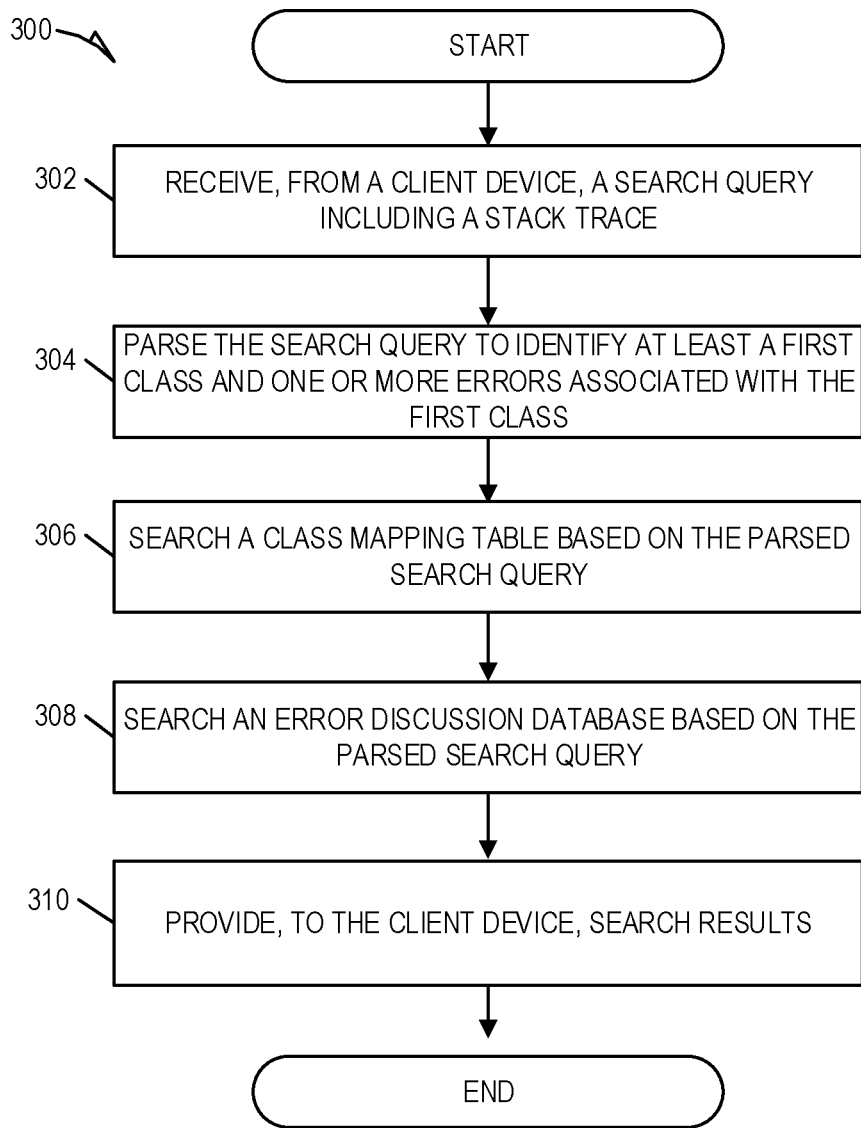 300
START
302
RECEIVE, FROM A CLIENT DEVICE, A SEARCH QUERY
INCLUDING A STACK TRACE
304
PARSE THE SEARCH QUERY TO IDENTIFY AT LEAST A FIRST
CLASS AND ONE OR MORE ERRORS ASSOCIATED WITH THE
FIRST CLASS
306
SEARCH A CLASS MAPPING TABLE BASED ON THE PARSED
SEARCH QUERY
308
SEARCH AN ERROR DISCUSSION DATABASE BASED ON THE
PARSED SEARCH QUERY
310
PROVIDE, TO THE CLIENT DEVICE, SEARCH RESULTS
END